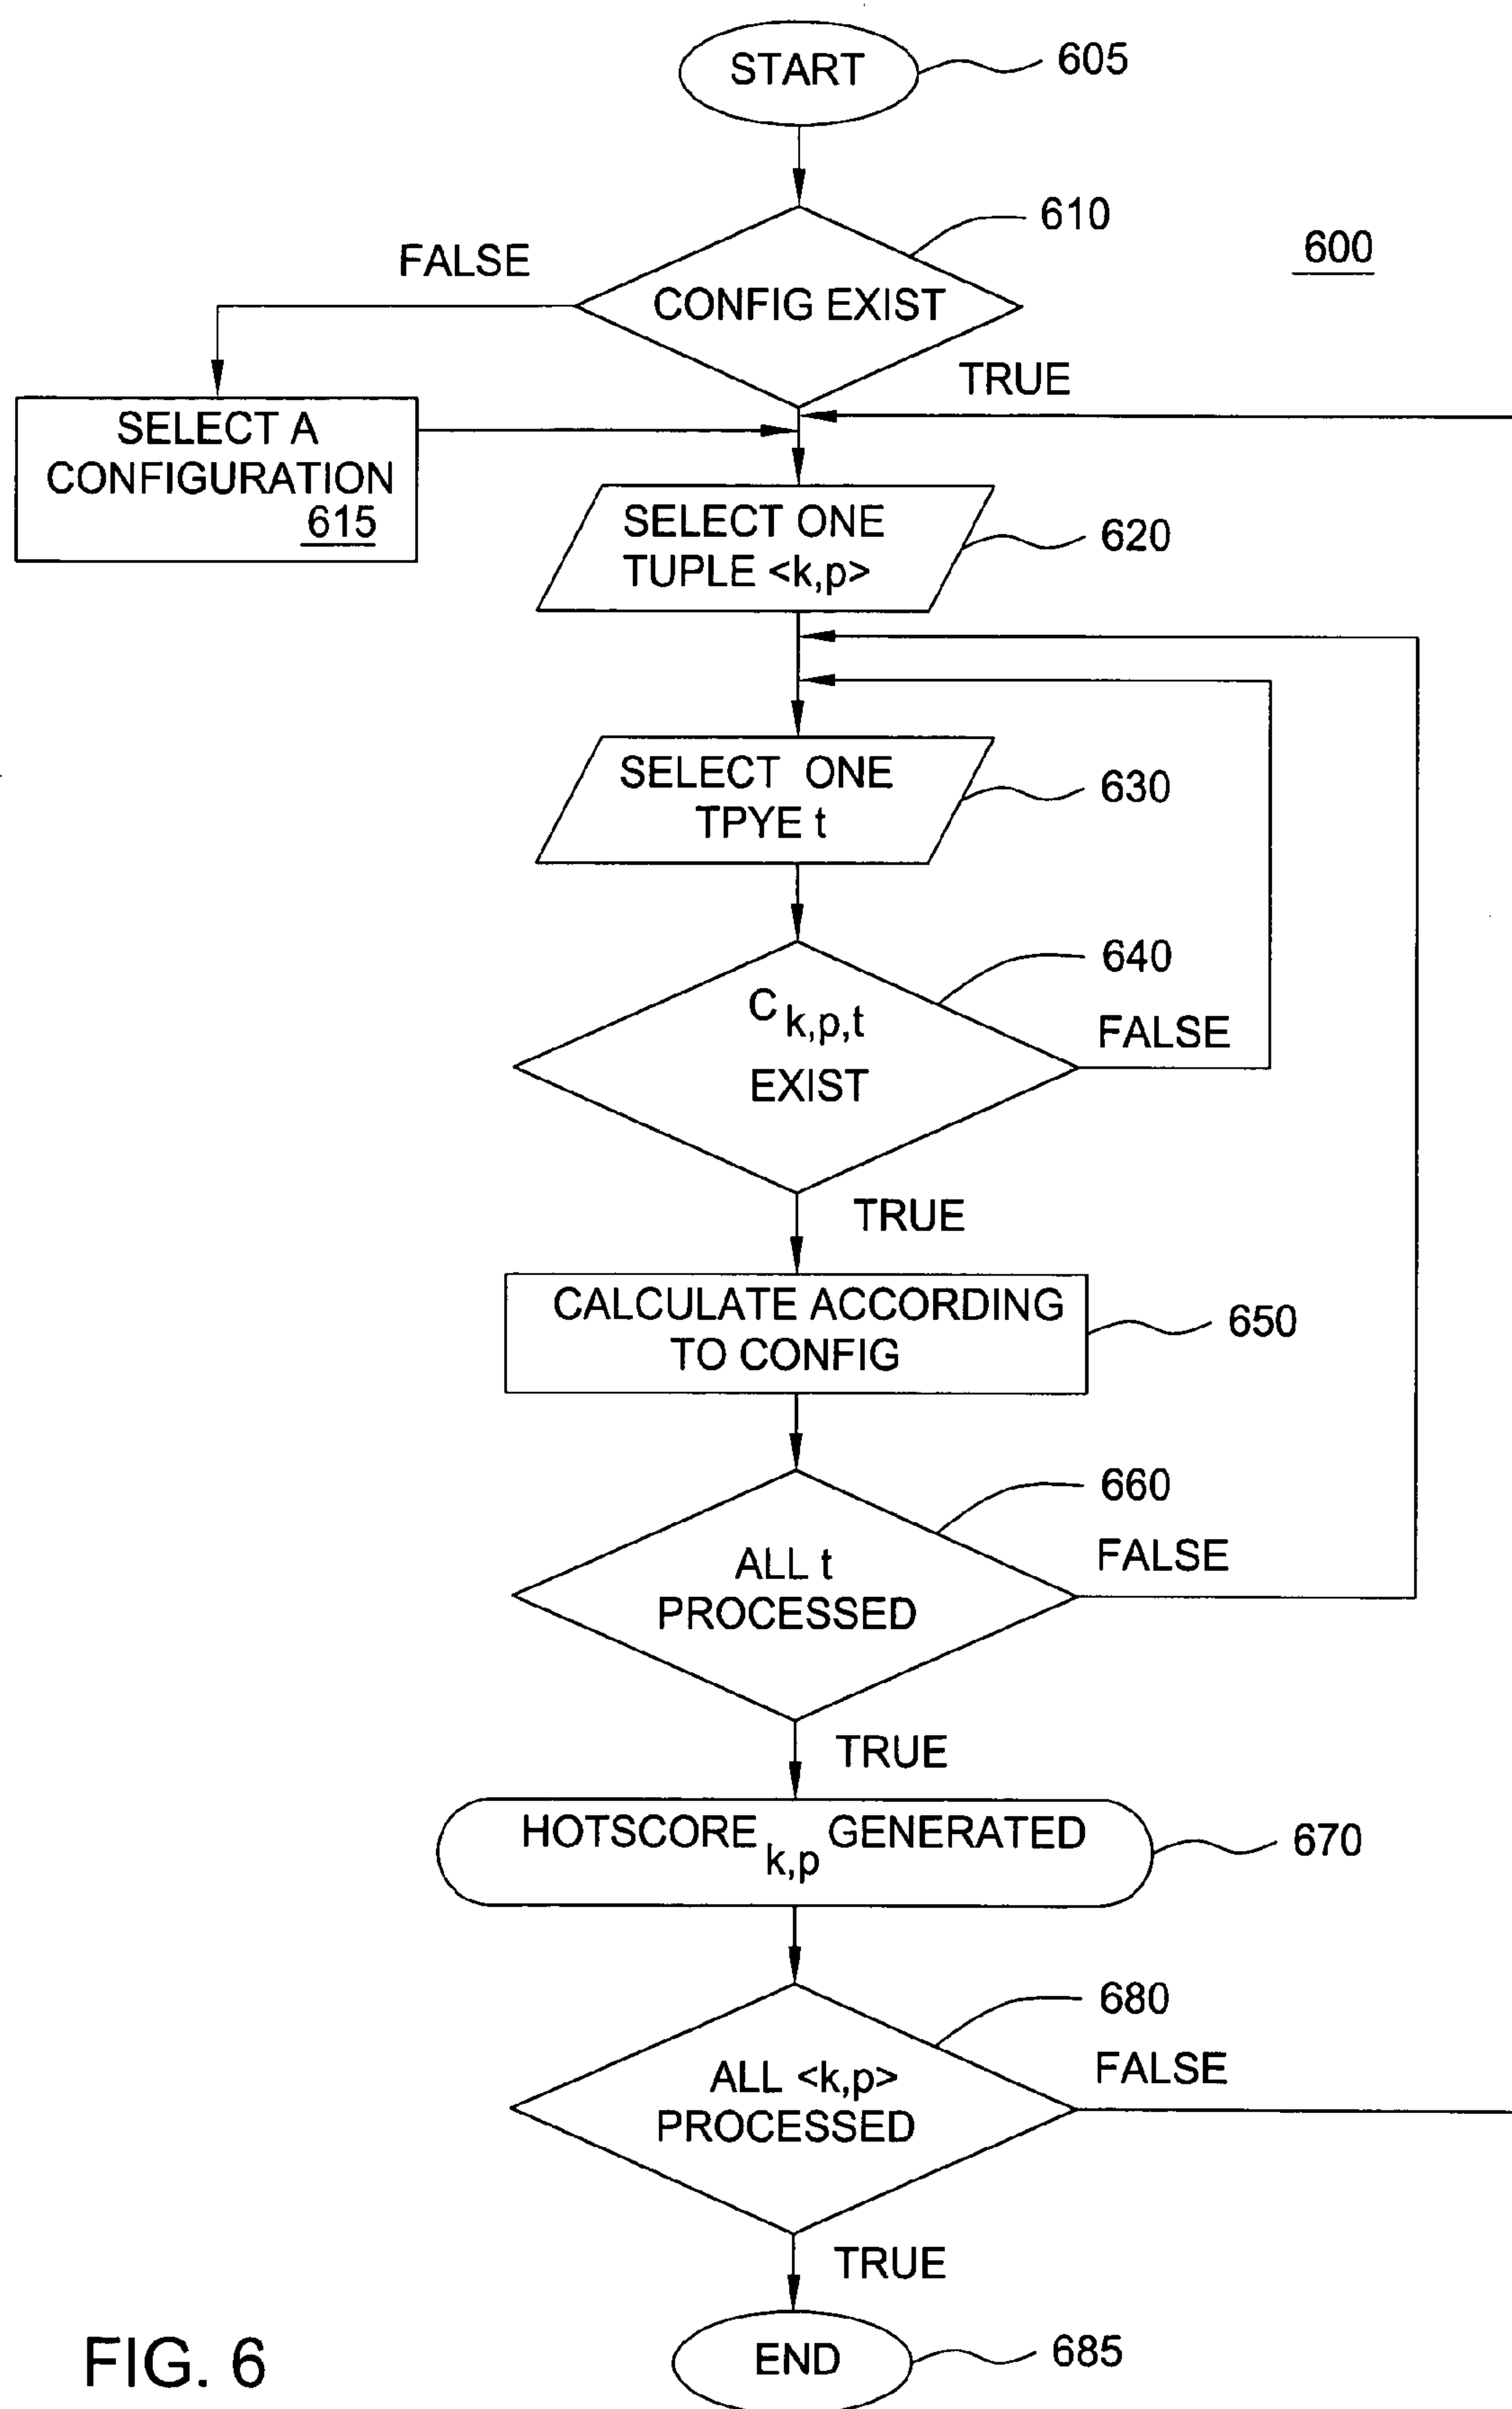 START
605
610
600
FALSE
CONFIG EXIST
TRUE
SELECT A
CONFIGURATION
615
SELECT ONE
TUPLE <k,p>
620
SELECT ONE
TPYE t
630
640
C k,p,t
EXIST
FALSE
TRUE
CALCULATE ACCORDING
TO CONFIG
650
660
ALL t
PROCESSED
FALSE
TRUE
HOTSCORE k,p GENERATED
670
680
ALL <k,p>
PROCESSED
FALSE
TRUE
END
685
FIG. 6